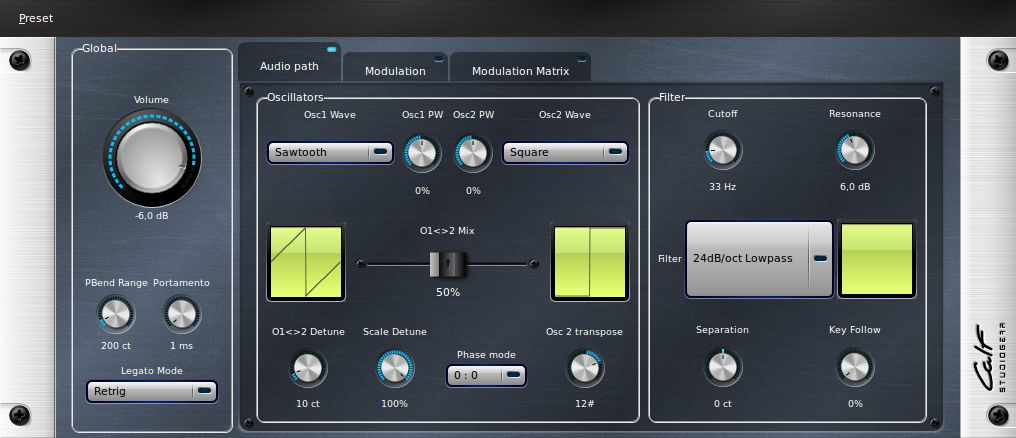 Preset
Global
Volume
-6,0 dB
PBend Range Portamento
200 ct 1 ms
Legato Mode
Retrig
Audio path
Modulation
Modulation Matrix
Oscillators
Osc1 Wave Osc1 PW Osc2 PW Osc2 Wave
Sawtooth Square
0% 0%
O1<>2 Mix
50%
O1<>2 Detune Scale Detune Phase mode Osc 2 transpose
0 : 0
10 ct 100% 12#
Filter
Cutoff Resonance
33 Hz 6,0 dB
Filter 24dB/oct Lowpass
Separation Key Follow
0 ct 0%
Calf
STUDIOGEAR